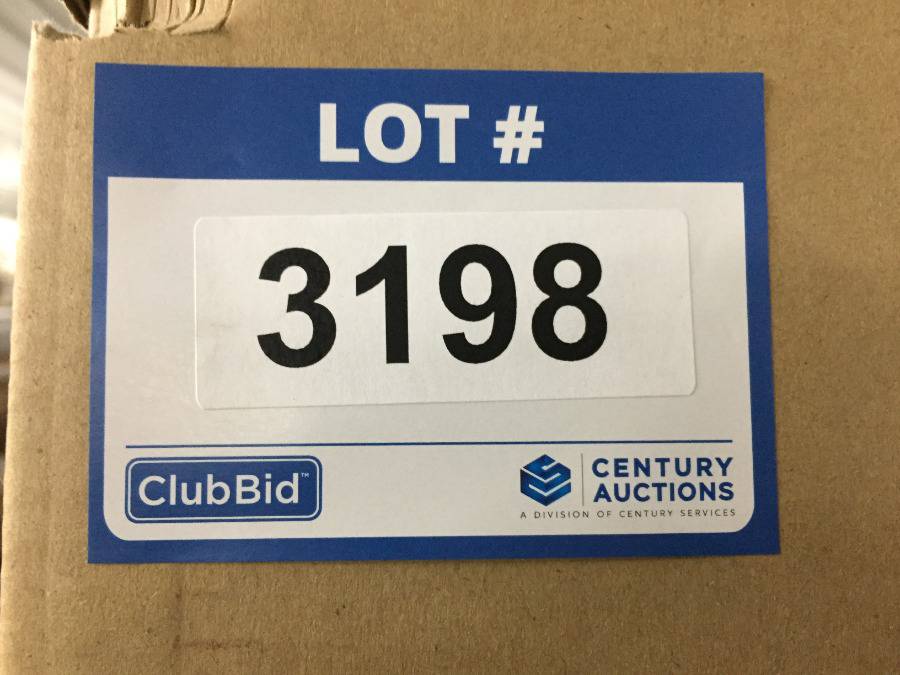 LOT #
3198
ClubBid™
CENTURY
AUCTIONS
A DIVISION OF CENTURY SERVICES